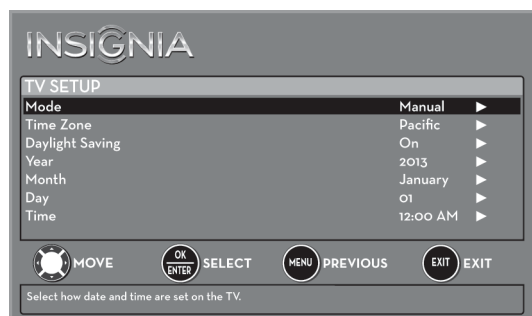 INSIGNIA
TV SETUP
Mode Manual
Time Zone Pacific
Daylight Saving On
Year 2013
Month January
Day 01
Time 12:00 AM
MOVE OK ENTER SELECT MENU PREVIOUS EXIT EXIT
Select how date and time are set on the TV.